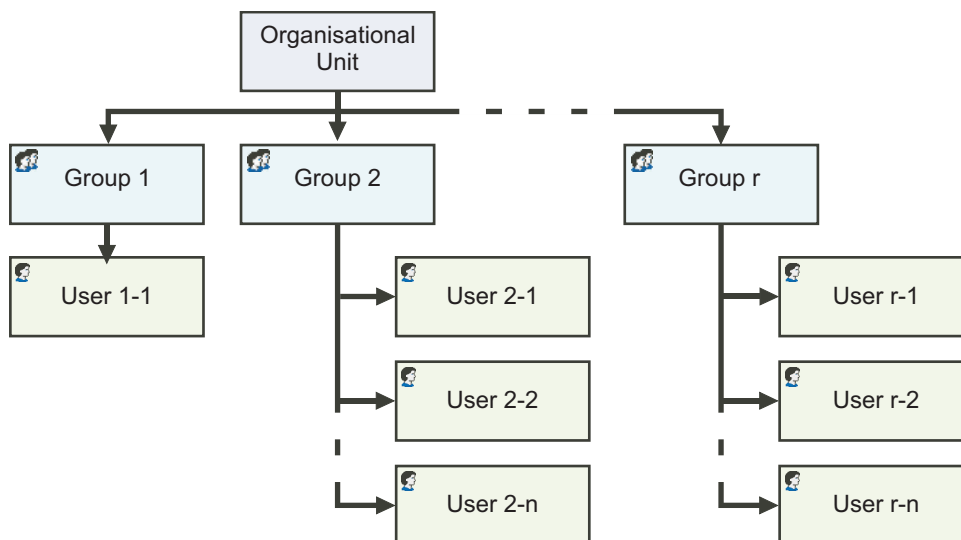 Organisational
Unit
Group 1
Group 2
Group r
User 1-1
User 2-1
User r-1
User 2-2
User r-2
User 2-n
User r-n